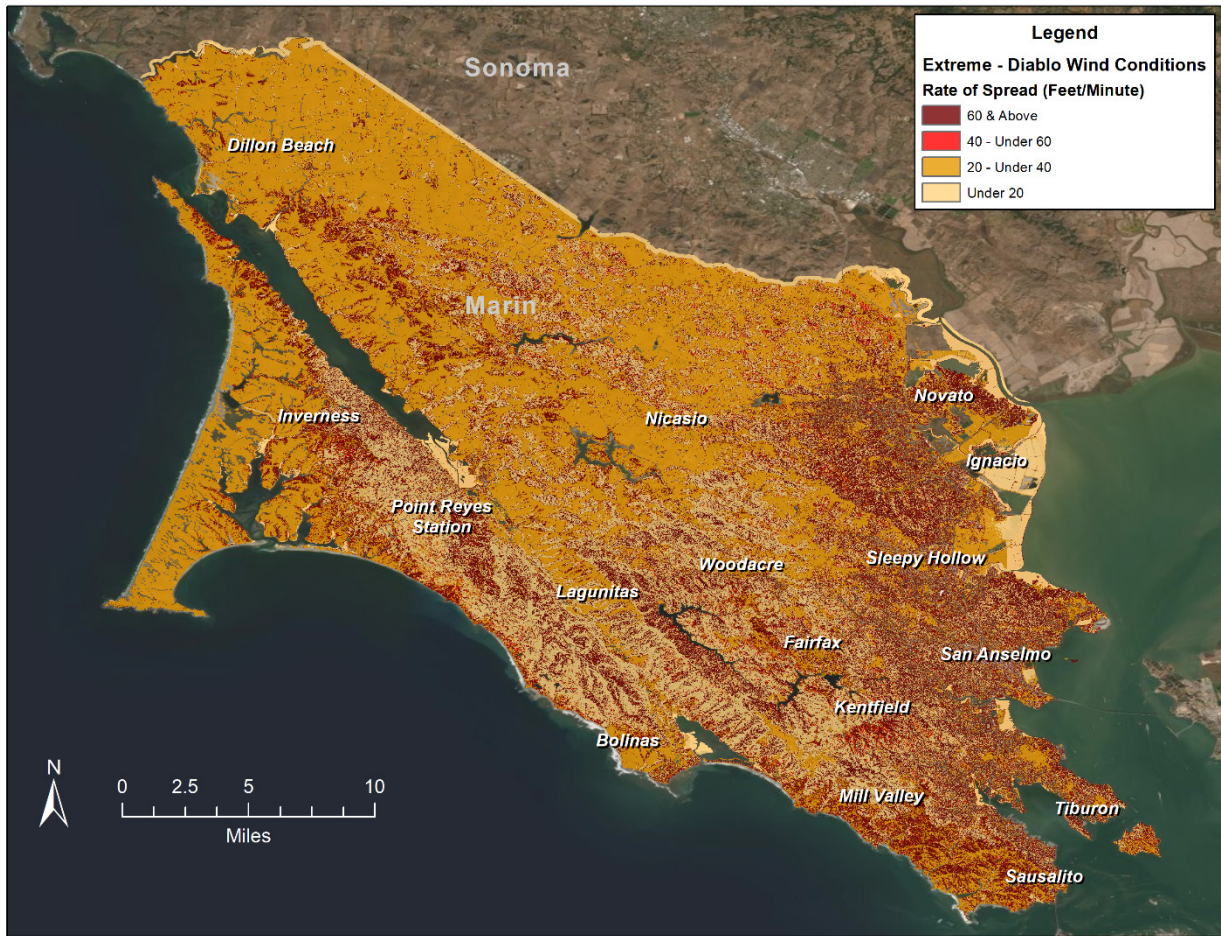 Legend
Extreme - Diablo Wind Conditions
Rate of Spread (Feet/Minute)
60 & Above
40 - Under 60
20 - Under 40
Under 20
Sonoma
Dillon Beach
Marin
Novato
Inverness
Nicasio
Ignacio
Point Reyes
Station
Woodacre
Sleepy Hollow
Lagunitas
Fairfax
San Anselmo
Kentfield
Bolinas
Mill Valley
Tiburon
Sausalito
N
0 2.5 5 10
Miles